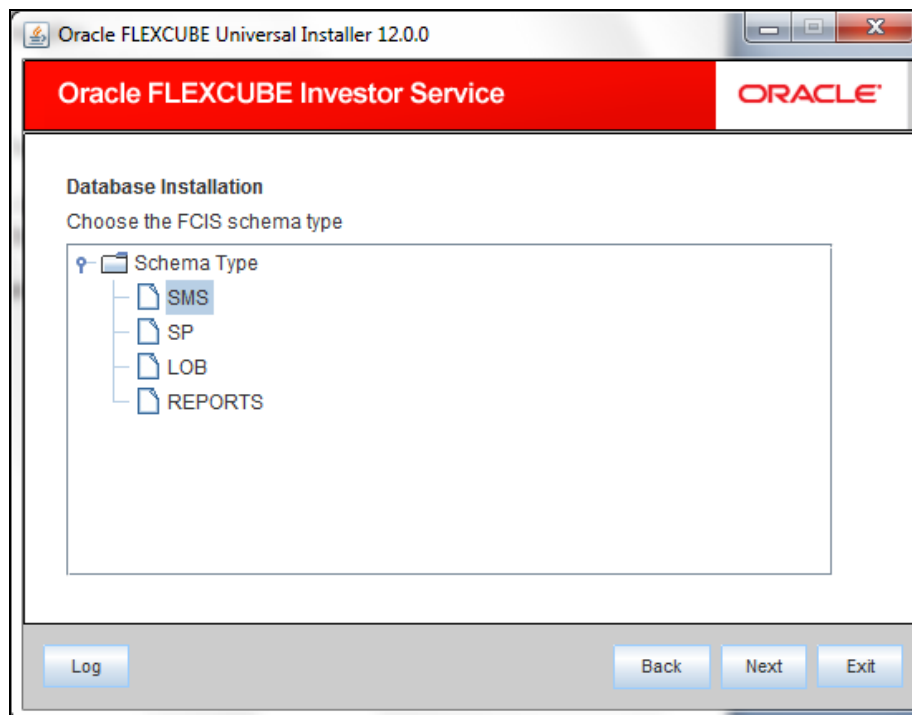 Oracle FLEXCUBE Universal Installer 12.0.0
Oracle FLEXCUBE Investor Service
ORACLE
Database Installation
Choose the FCIS schema type
Schema Type
SMS
SP
LOB
REPORTS
Log
Back
Next
Exit